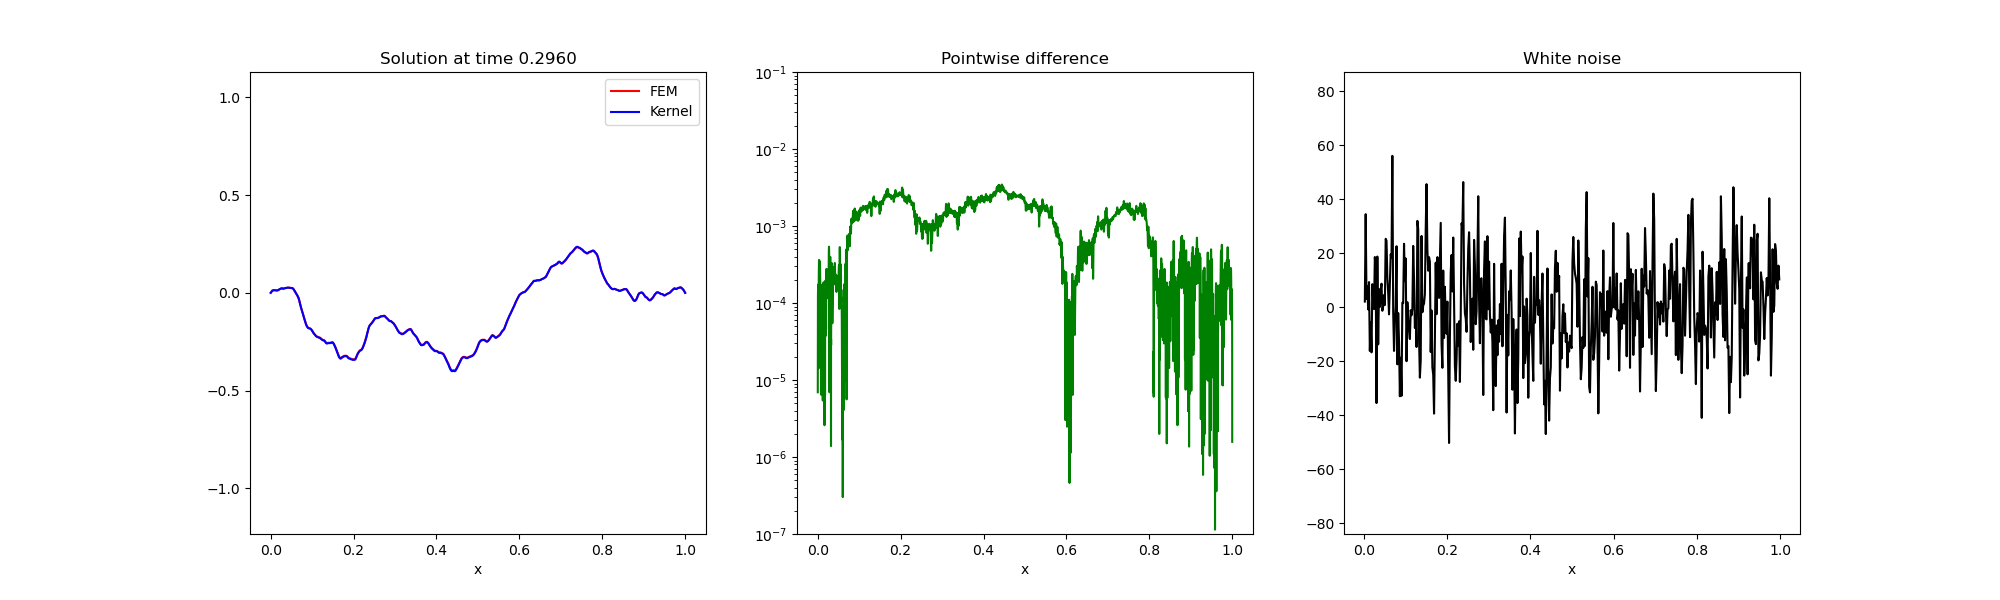 Solution at time 0.2960
1.0
0.5
0.0
−0.5
−1.0
FEM
Kernel
0.0 0.2 0.4 0.6 0.8 1.0
x
Pointwise difference
10⁻¹
10⁻²
10⁻³
10⁻⁴
10⁻⁵
10⁻⁶
10⁻⁷
0.0 0.2 0.4 0.6 0.8 1.0
x
White noise
80
60
40
20
0
−20
−40
−60
−80
0.0 0.2 0.4 0.6 0.8 1.0
x